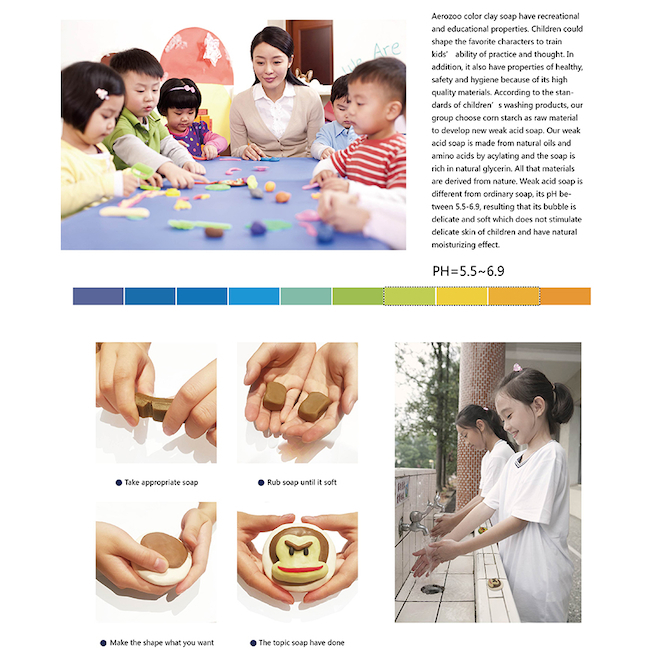 Aerozoo color clay soap have recreational
and educational properties. Children could
shape the favorite characters to train
kids' ability of practice and thought. In
addition, it also have properties of healthy,
safety and hygiene because of its high
quality materials. According to the stan-
dards of children's washing products, our
group choose corn starch as raw material
to develop new weak acid soap. Our weak
acid soap is made from natural oils and
amino acids by acylating and the soap is
rich in natural glycerin. All that materials
are derived from nature. Weak acid soap is
different from ordinary soap, its pH be-
tween 5.5-6.9, resulting that its bubble is
delicate and soft which does not stimulate
delicate skin of children and have natural
moisturizing effect.
PH=5.5~6.9
We Are
Take appropriate soap
Rub soap until it soft
Make the shape what you want
The topic soap have done